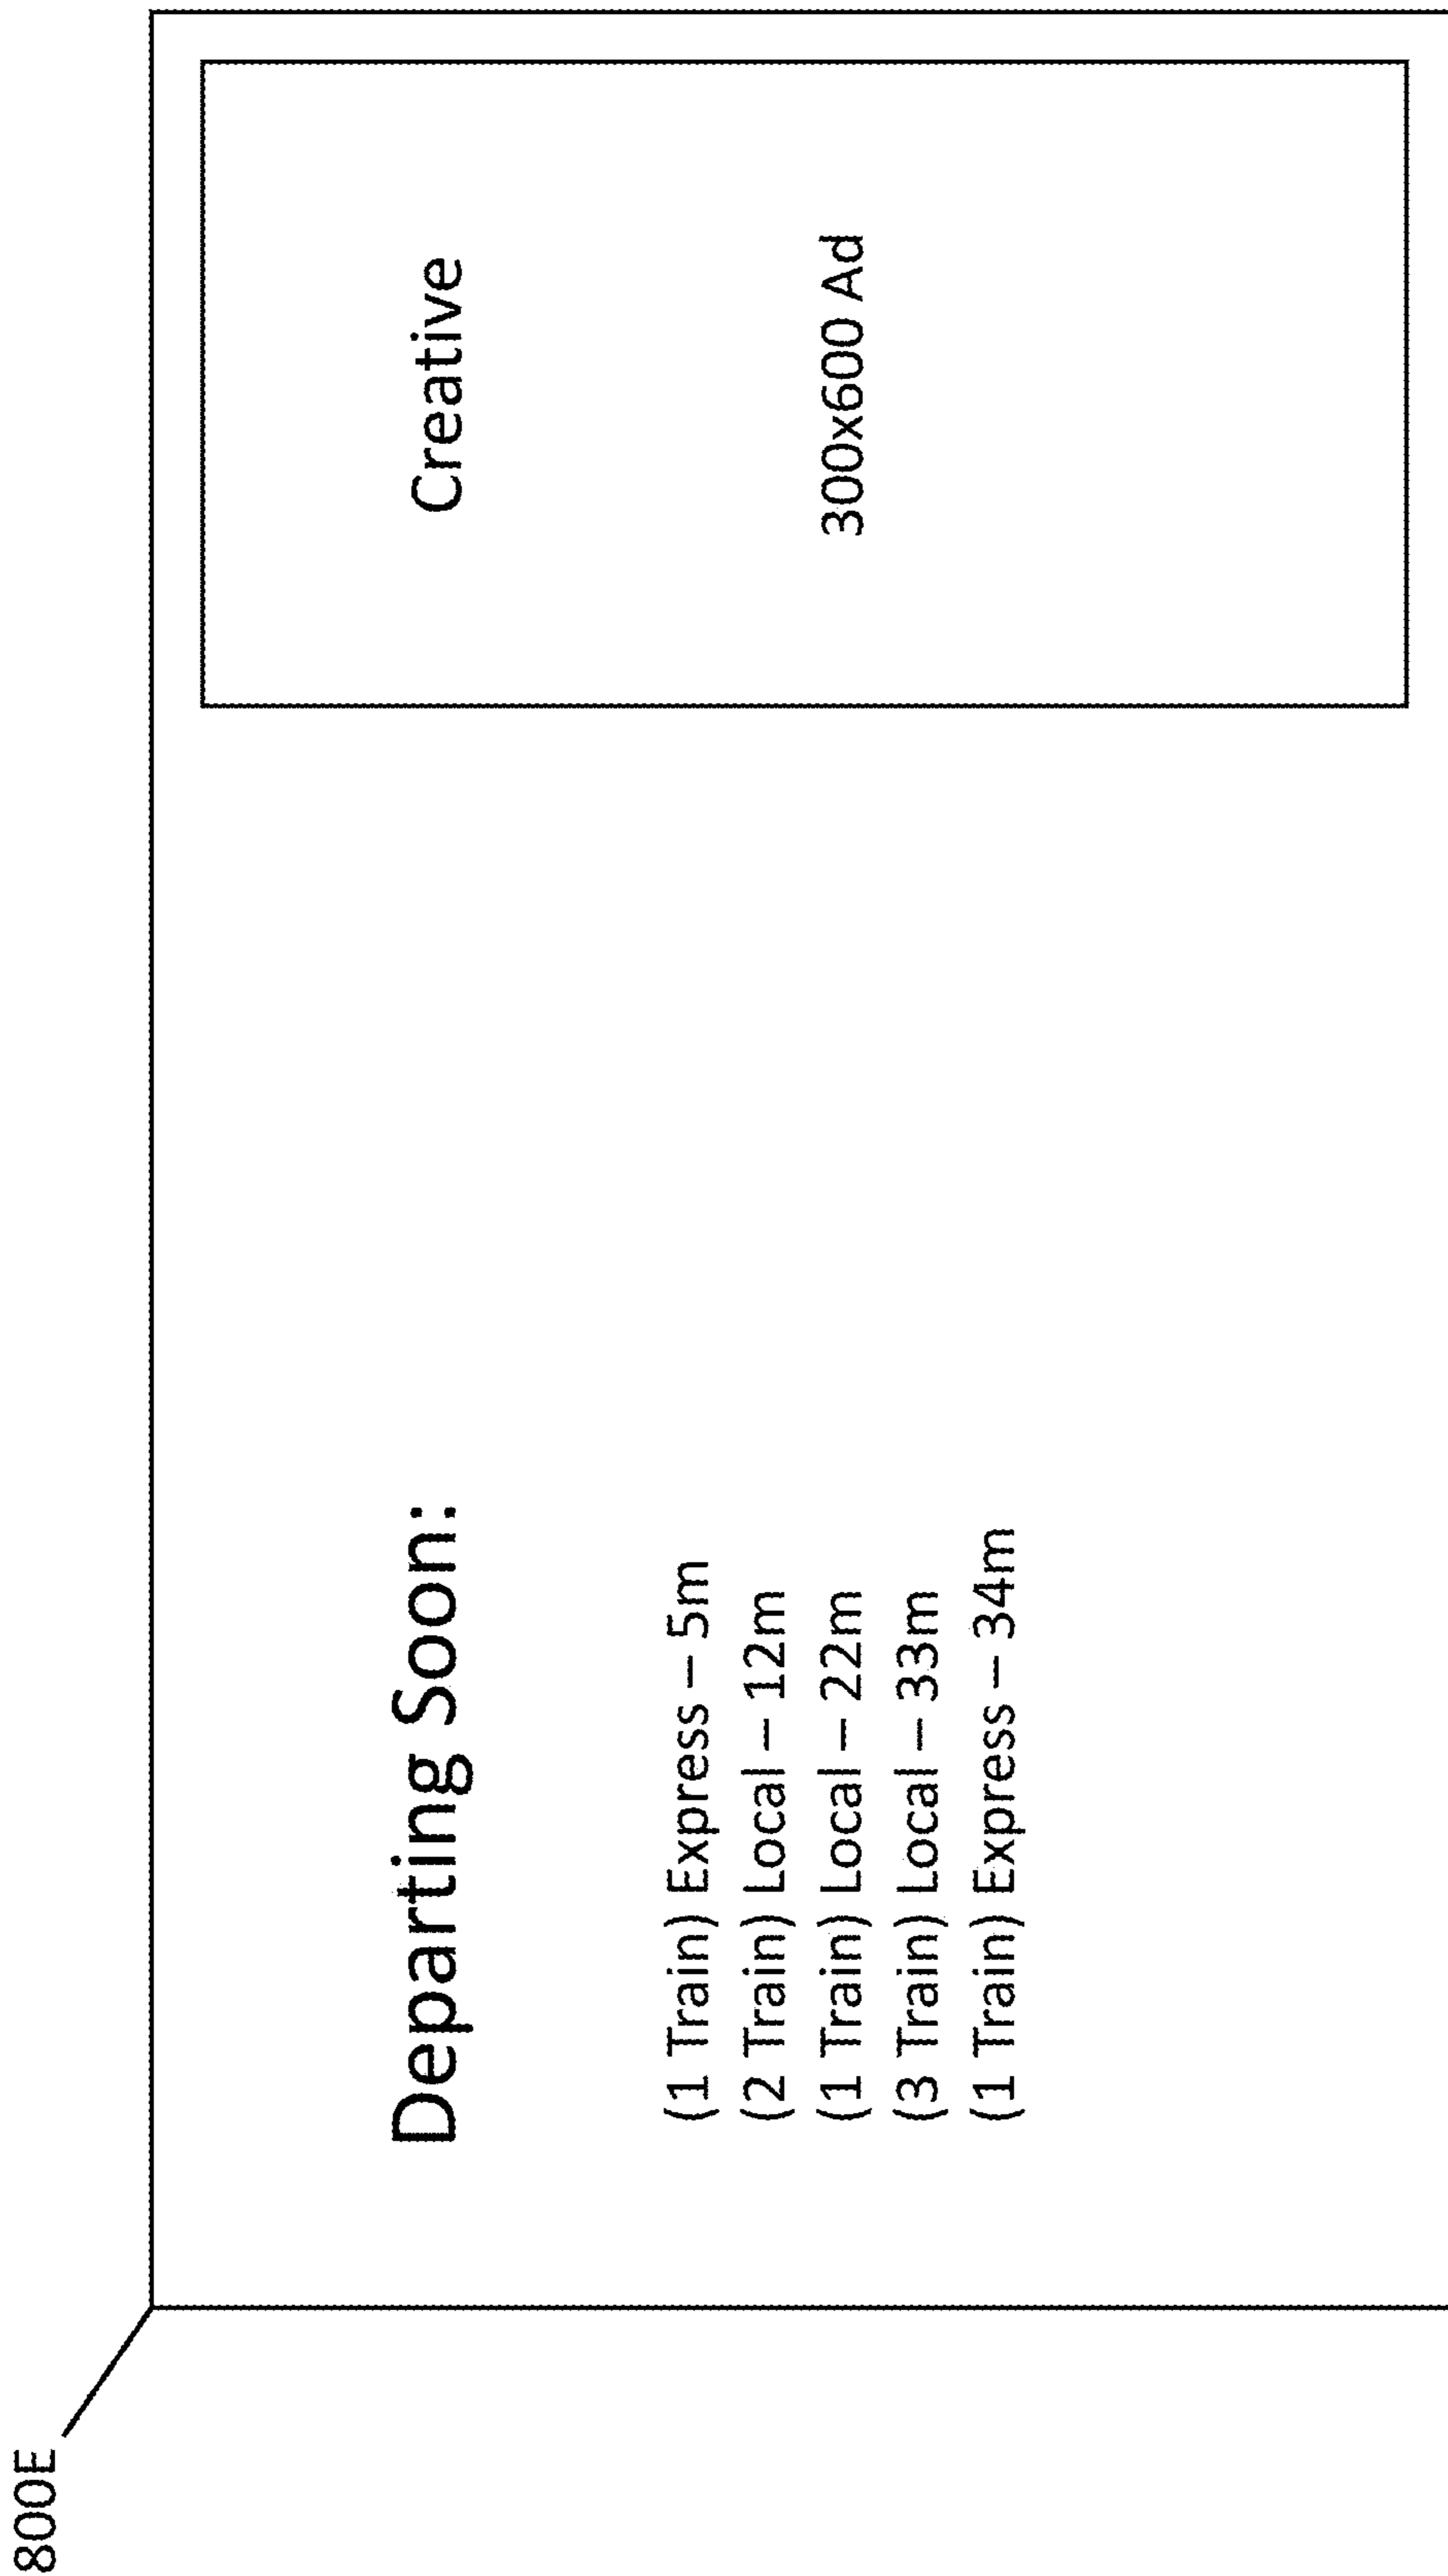 800E
Departing Soon:
(1 Train) Express – 5m
(2 Train) Local – 12m
(1 Train) Local – 22m
(3 Train) Local – 33m
(1 Train) Express – 34m
Creative
300x600 Ad